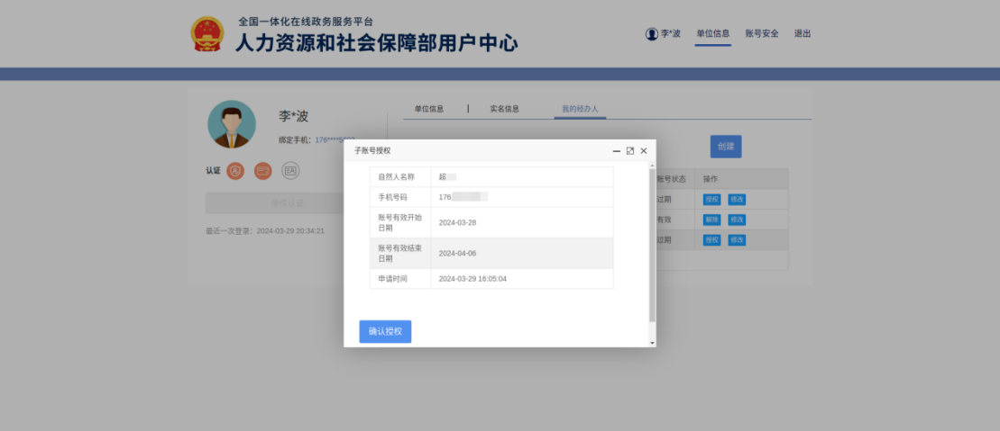 全国一体化在线政务服务平台
人力资源和社会保障部用户中心
李*波 单位信息 账号安全 退出
李*波
绑定手机：176****
认证
继续认证
最近一次登录：2024-03-29 20:34:21
单位信息 | 实名信息 我的经办人
创建
账号状态 操作
过期 授权 修改
有效 解除 修改
过期 授权 修改
子账号授权
自然人名称 超
手机号码 176
账号有效开始
日期 2024-03-28
账号有效结束
日期 2024-04-06
申请时间 2024-03-29 16:05:04
确认授权